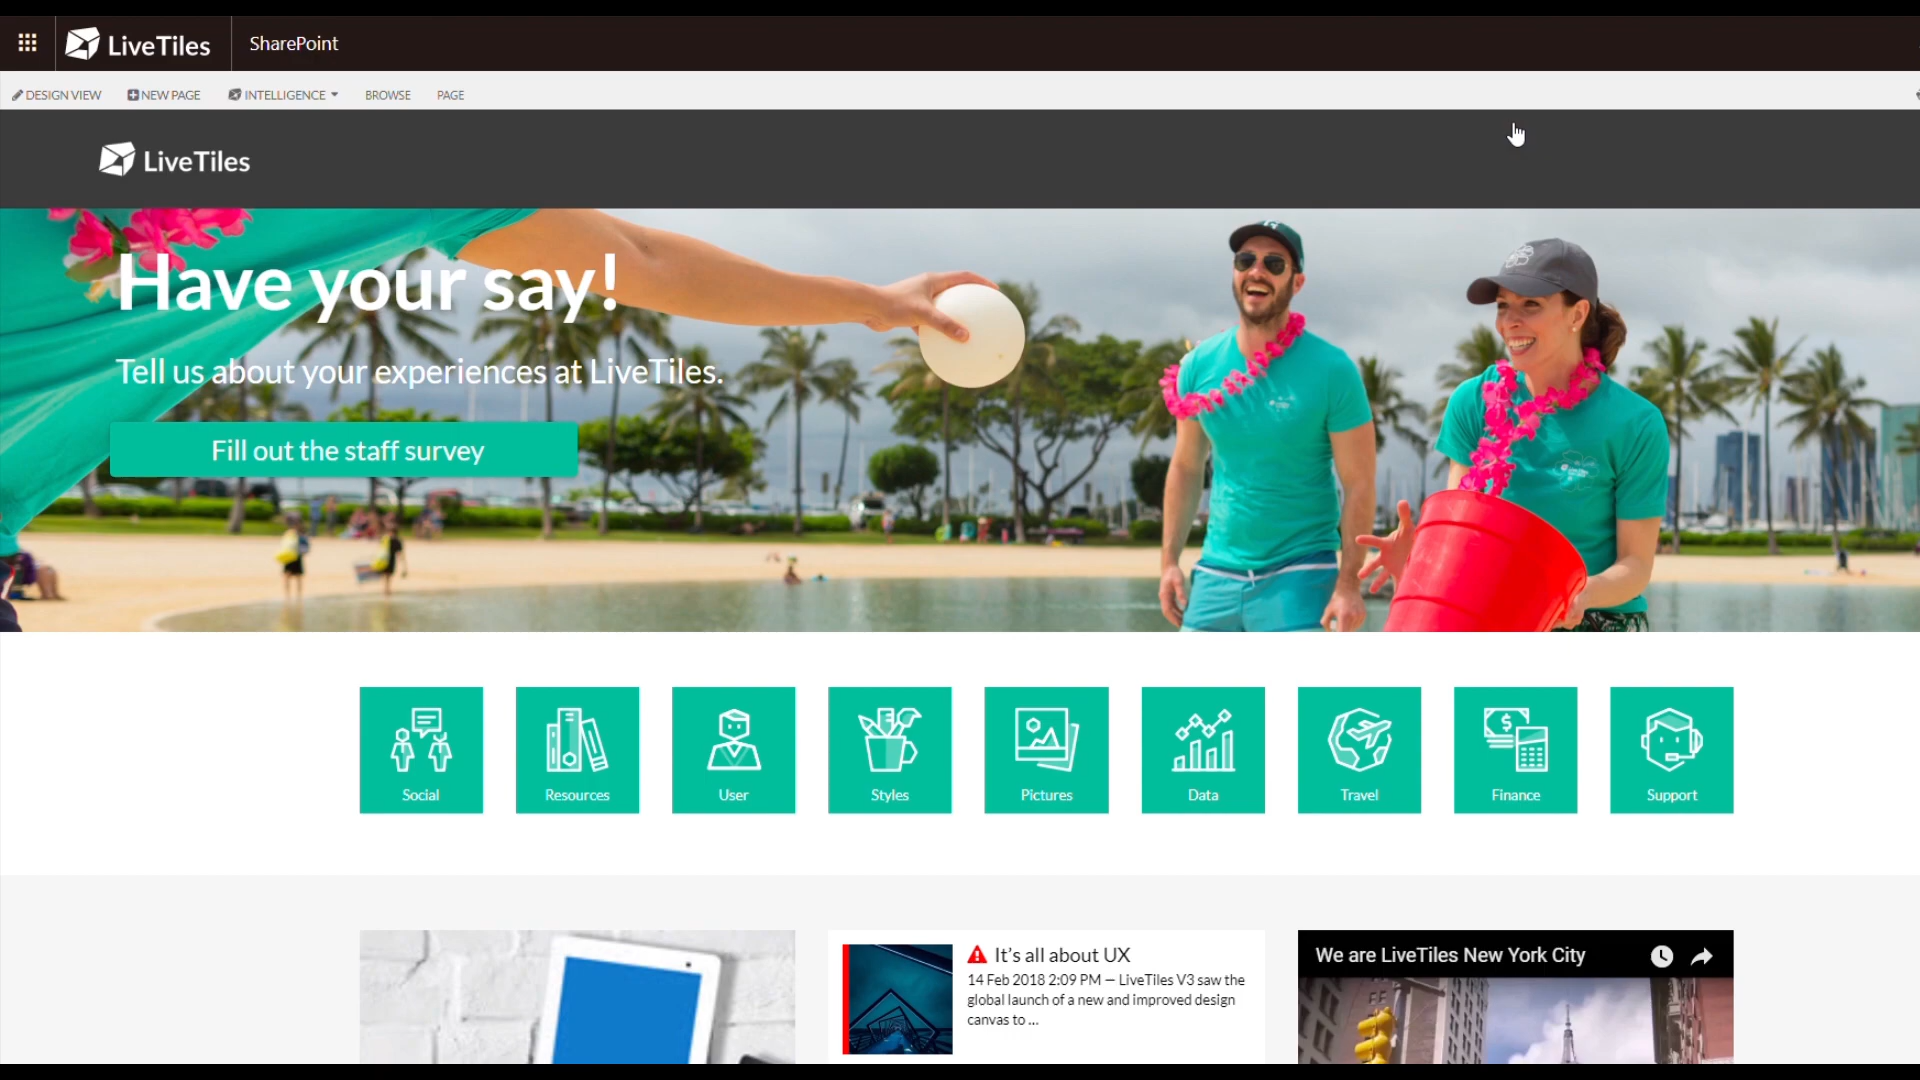 LiveTiles
SharePoint
DESIGN VIEW
NEW PAGE
INTELLIGENCE
BROWSE
PAGE
LiveTiles
Have your say!
Tell us about your experiences at LiveTiles.
Fill out the staff survey
Social
Resources
User
Styles
Pictures
Data
Travel
Finance
Support
It's all about UX
14 Feb 2018 2:09 PM — LiveTiles V3 saw the
global launch of a new and improved design
canvas to ...
We are LiveTiles New York City